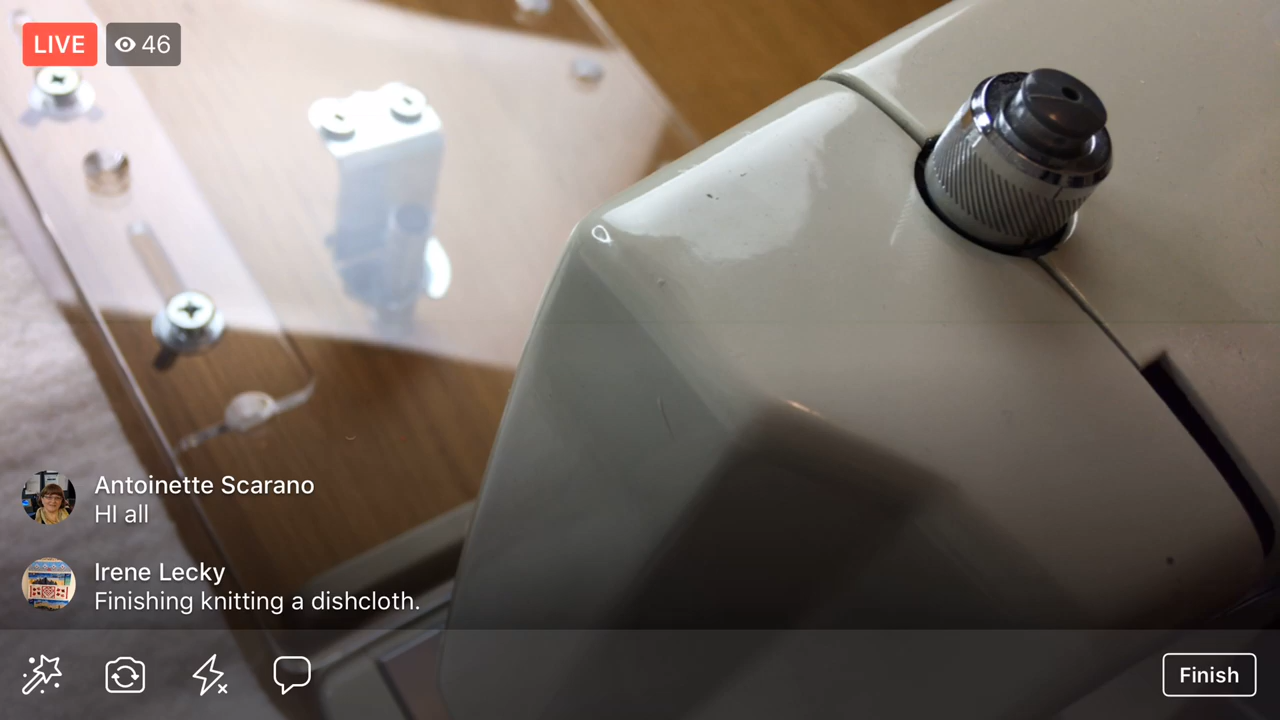 LIVE 46
Antoinette Scarano
HI all
Irene Lecky
Finishing knitting a dishcloth.
Finish